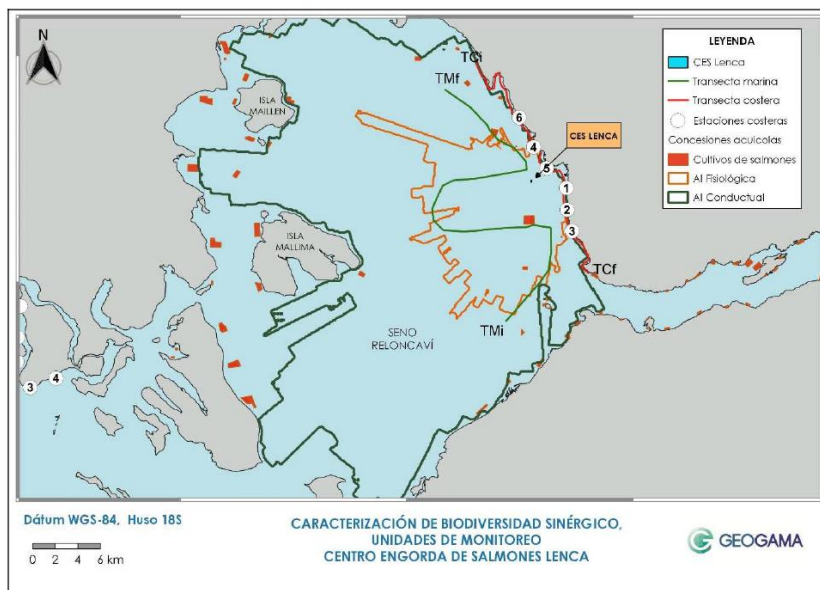 N
TCi
TMf
ISLA
MAILLEN
6
4
CES LENCA
5
1
2
3
ISLA
MALLIMA
TCf
SENO
RELONCAVÍ
TMi
3
4
LEYENDA
CES Lenca
Transecta marina
Transecta costera
Estaciones costeras
Concesiones acuicolas
Cultivos de salmones
AI Fisiológica
AI Conductual
Dátum WGS-84, Huso 18S
0 2 4 6 km
CARACTERIZACIÓN DE BIODIVERSIDAD SINÉRGICO,
UNIDADES DE MONITOREO
CENTRO ENGORDA DE SALMONES LENCA
GEOGAMA